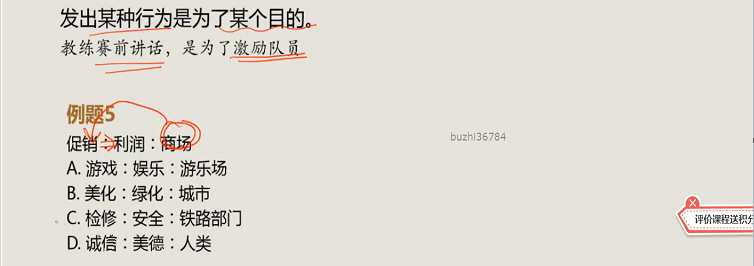 发出某种行为是为了某个目的。
教练赛前讲话，是为了激励队员
例题5
促销：利润：商场
buzhi36784
A. 游戏：娱乐：游乐场
B. 美化：绿化：城市
C. 检修：安全：铁路部门
评价课程送积分
D. 诚信：美德：人类